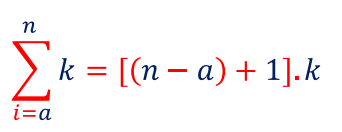 n
∑ k = [(n − a) + 1].k
i=a